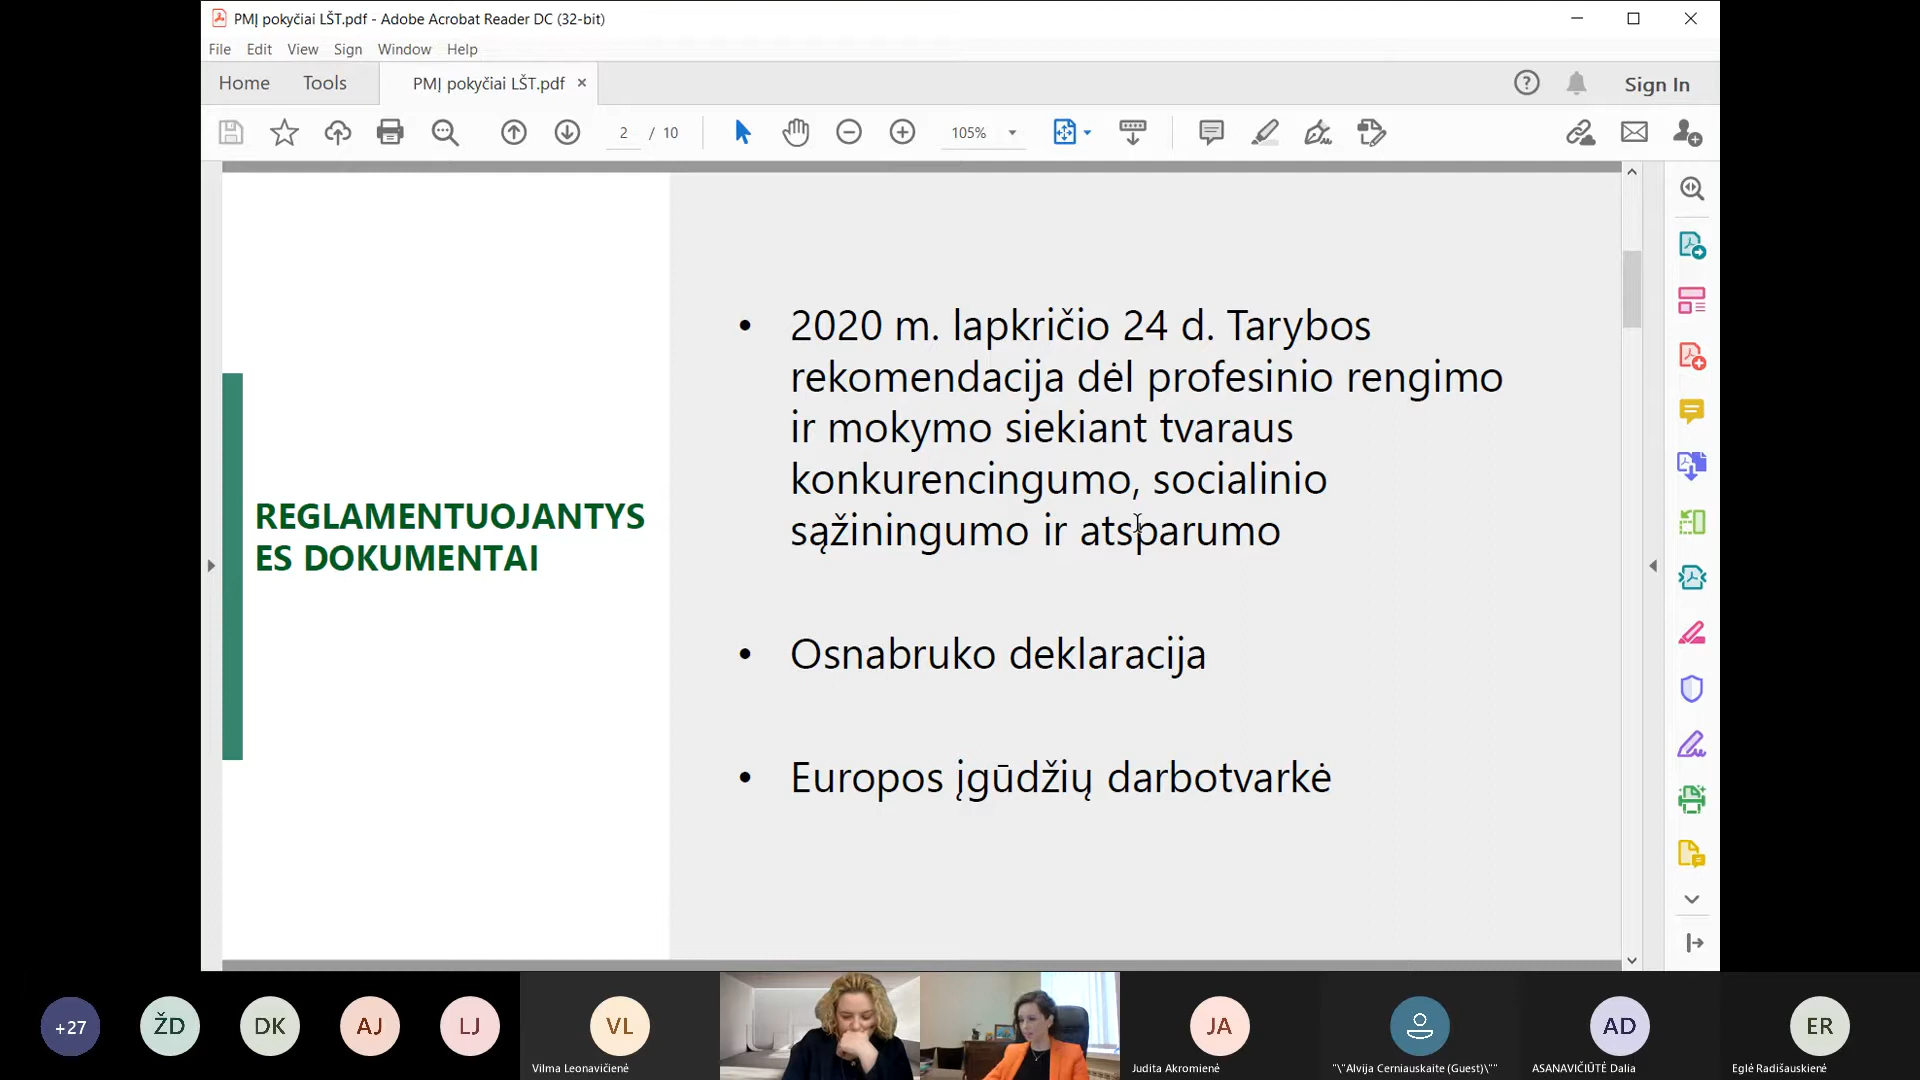 PMĮ pokyčiai LŠT.pdf - Adobe Acrobat Reader DC (32-bit)
File Edit View Sign Window Help
Home Tools PMĮ pokyčiai LŠT.pdf × Sign In
2 / 10 105%
REGLAMENTUOJANTYS
ES DOKUMENTAI
• 2020 m. lapkričio 24 d. Tarybos
rekomendacija dėl profesinio rengimo
ir mokymo siekiant tvaraus
konkurencingumo, socialinio
sąžiningumo ir atsparumo
• Osnabruko deklaracija
• Europos įgūdžių darbotvarkė
+27 ŽD DK AJ LJ VL JA AD ER
Vilma Leonavičienė Judita Akromienė "\"Alvija Cerniauskaite (Guest)\"" ASANAVIČIŪTĖ Dalia Eglė Radišauskienė